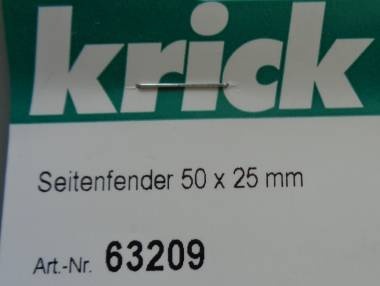 krick
Seitenfender 50 x 25 mm
Art.-Nr. 63209